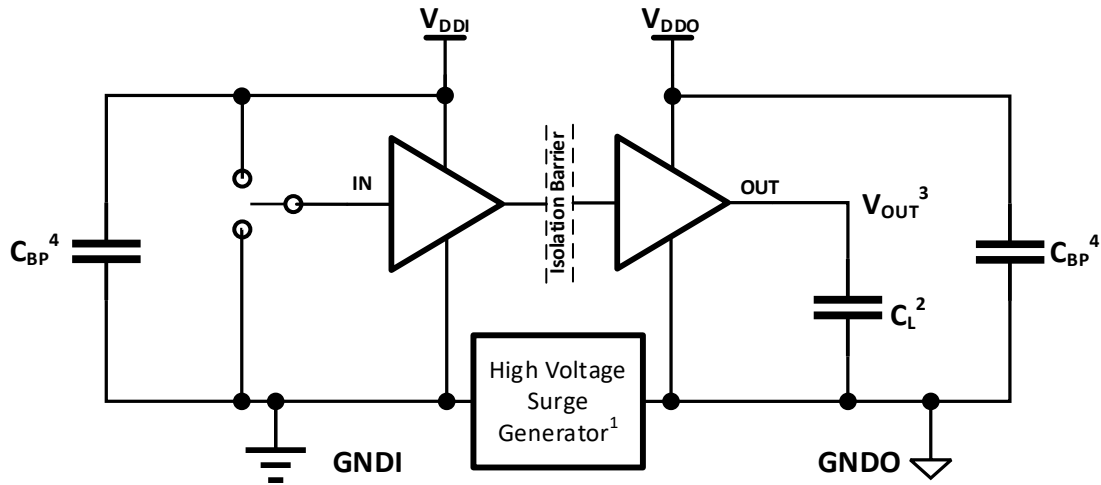 VDDI
VDDO
IN
Isolation Barrier
OUT
VOUT3
CBP4
CBP4
CL2
High Voltage
Surge
Generator1
GNDI
GNDO